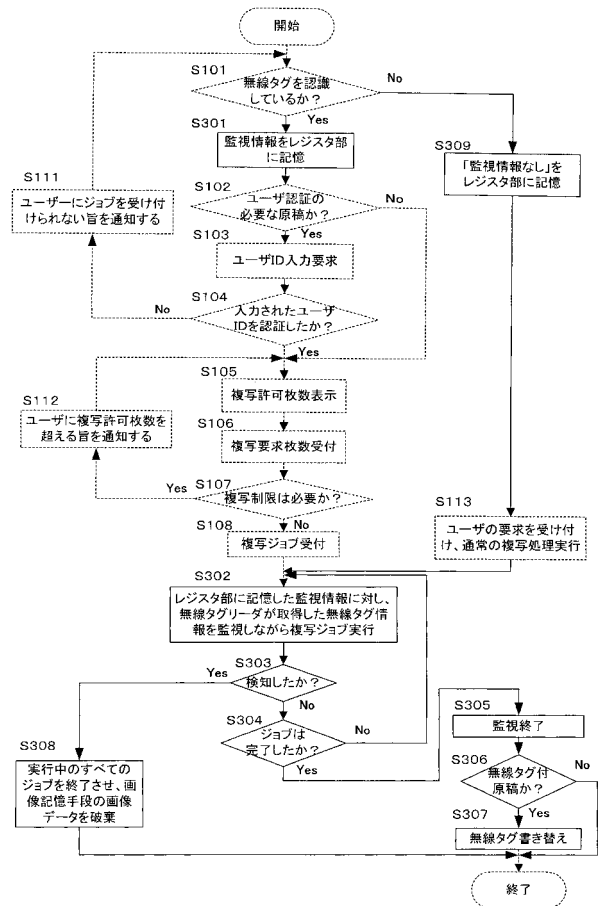 開始
S101
無線タグを認識
しているか？
No
Yes
S301
監視情報をレジスタ部
に記憶
S309
「監視情報なし」を
レジスタ部に記憶
S111
ユーザーにジョブを受け付
けられない旨を通知する
S102
ユーザ認証の
必要な原稿か？
No
Yes
S103
ユーザID入力要求
S104
入力されたユーザ
IDを認証したか？
No
Yes
S105
複写許可枚数表示
S112
ユーザに複写許可枚数を
超える旨を通知する
S106
複写要求枚数受付
S107
複写制限は必要か？
Yes
No
S108
複写ジョブ受付
S113
ユーザの要求を受け付
け、通常の複写処理実行
S302
レジスタ部に記憶した監視情報に対し、
無線タグリーダが取得した無線タグ情
報を監視しながら複写ジョブ実行
S303
検知したか？
Yes
No
S304
ジョブは
完了したか？
No
Yes
S305
監視終了
S306
無線タグ付
原稿か？
No
Yes
S307
無線タグ書き替え
S308
実行中のすべての
ジョブを終了させ、画
像記憶手段の画像
データを破棄
終了